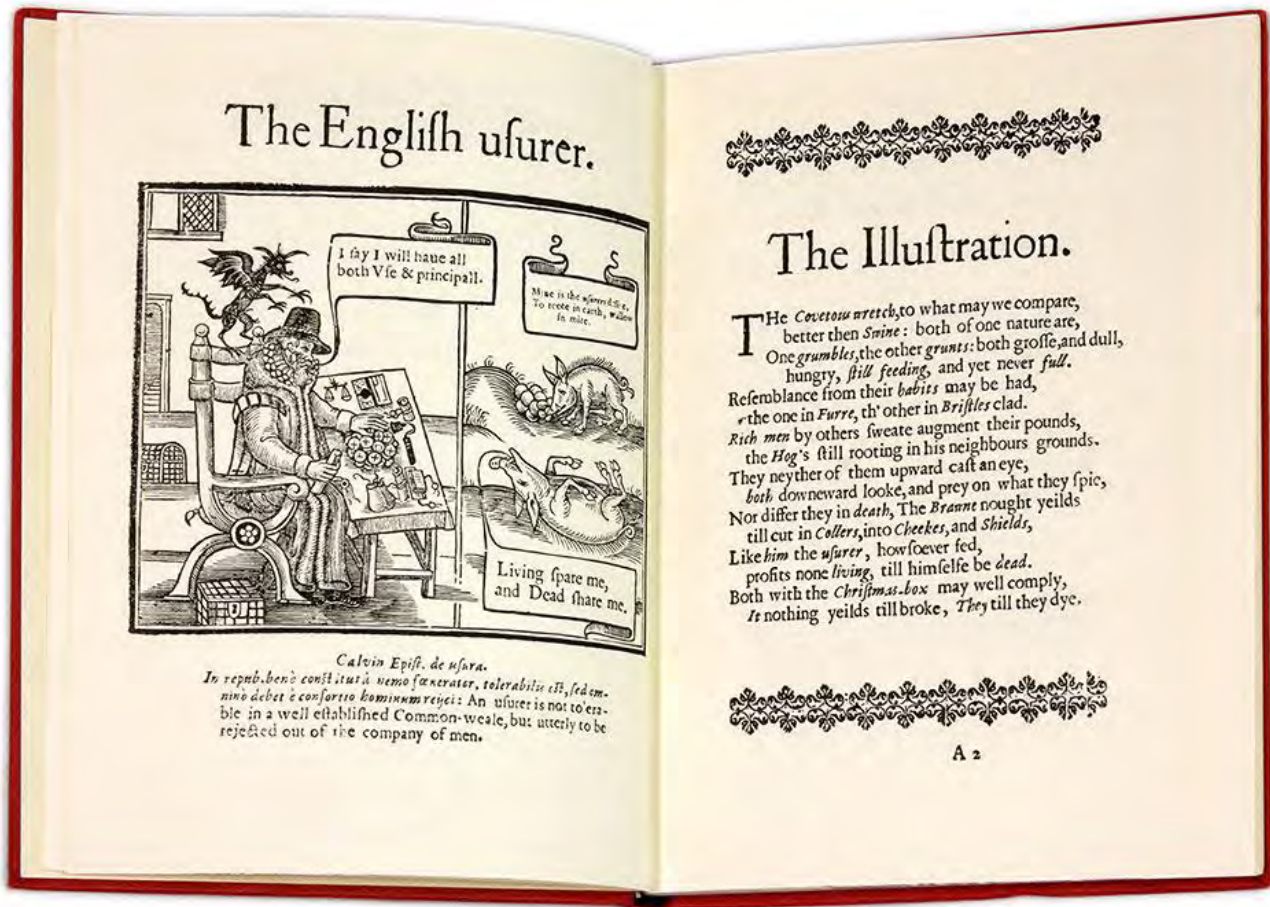 The Engliſh uſurer.
I ſay I will haue all
both Vſe & principall.
Mine is the uſurers deſire,
To roote in earth, wallow
in mire.
Living ſpare me,
and Dead ſhare me.
Calvin Epiſt. de uſura.
In repub. benè conſtitutâ nemo fœnerator, tolerabilis eſt, ſed om-
ninò debet è conſortio hominum reijci: An uſurer is not tolera-
ble in a well eſtabliſhed Common-weale, but utterly to be
rejected out of the company of men.
The Illuſtration.
THe Covetous wretch, to what may we compare,
better then Swine: both of one nature are,
One grumbles, the other grunts: both groſſe, and dull,
hungry, ſtill feeding, and yet never full.
Reſemblance from their habits may be had,
the one in Furre, th' other in Briſtles clad.
Rich men by others ſweate augment their pounds,
the Hog's ſtill rooting in his neighbours grounds.
They neyther of them upward caſt an eye,
both downeward looke, and prey on what they ſpie,
Nor differ they in death, The Brawne nought yeilds
till cut in Collers, into Cheekes, and Shields,
Like him the uſurer, howſoever fed,
profits none living, till himſelfe be dead.
Both with the Chriſtmas-box may well comply,
It nothing yeilds till broke, They till they dye.
A 2